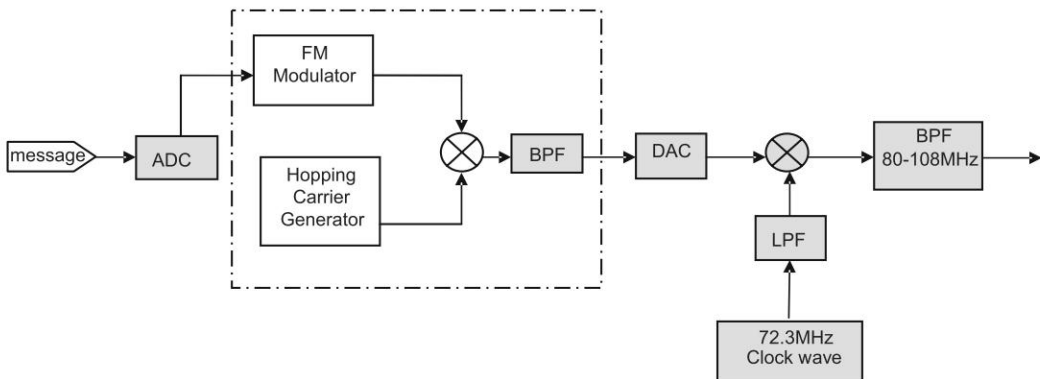 message
ADC
FM
Modulator
Hopping
Carrier
Generator
BPF
DAC
BPF
80-108MHz
LPF
72.3MHz
Clock wave